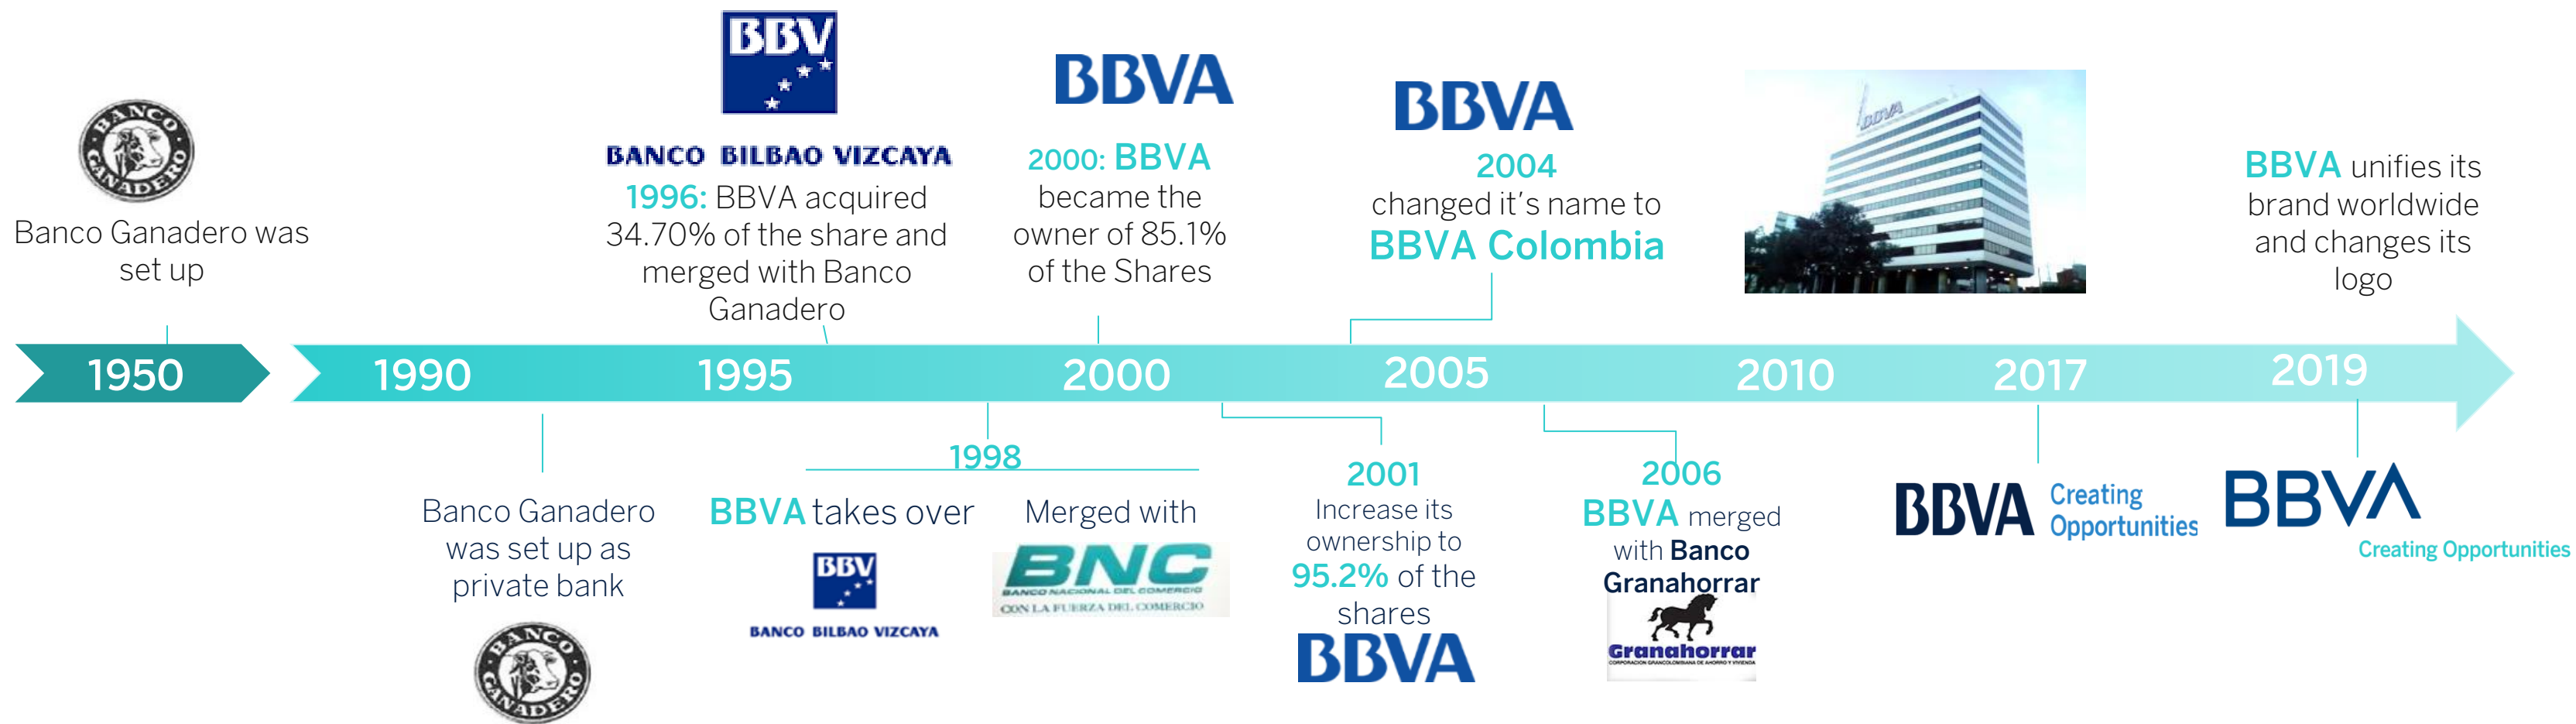 BANCO GANADERO
Banco Ganadero was
set up
BBV
BANCO BILBAO VIZCAYA
1996: BBVA acquired
34.70% of the share and
merged with Banco
Ganadero
BBVA
2000: BBVA
became the
owner of 85.1%
of the Shares
BBVA
2004
changed it's name to
BBVA Colombia
BBVA
BBVA unifies its
brand worldwide
and changes its
logo
1950
1990
1995
2000
2005
2010
2017
2019
Banco Ganadero
was set up as
private bank
BANCO GANADERO
1998
BBVA takes over
BBV
BANCO BILBAO VIZCAYA
Merged with
BNC
BANCO NACIONAL DEL COMERCIO
CON LA FUERZA DEL COMERCIO
2001
Increase its
ownership to
95.2% of the
shares
BBVA
2006
BBVA merged
with Banco
Granahorrar
Granahorrar
CORPORACION GRANCOLOMBIANA DE AHORRO Y VIVIENDA
BBVA
Creating
Opportunities
BBVA
Creating Opportunities